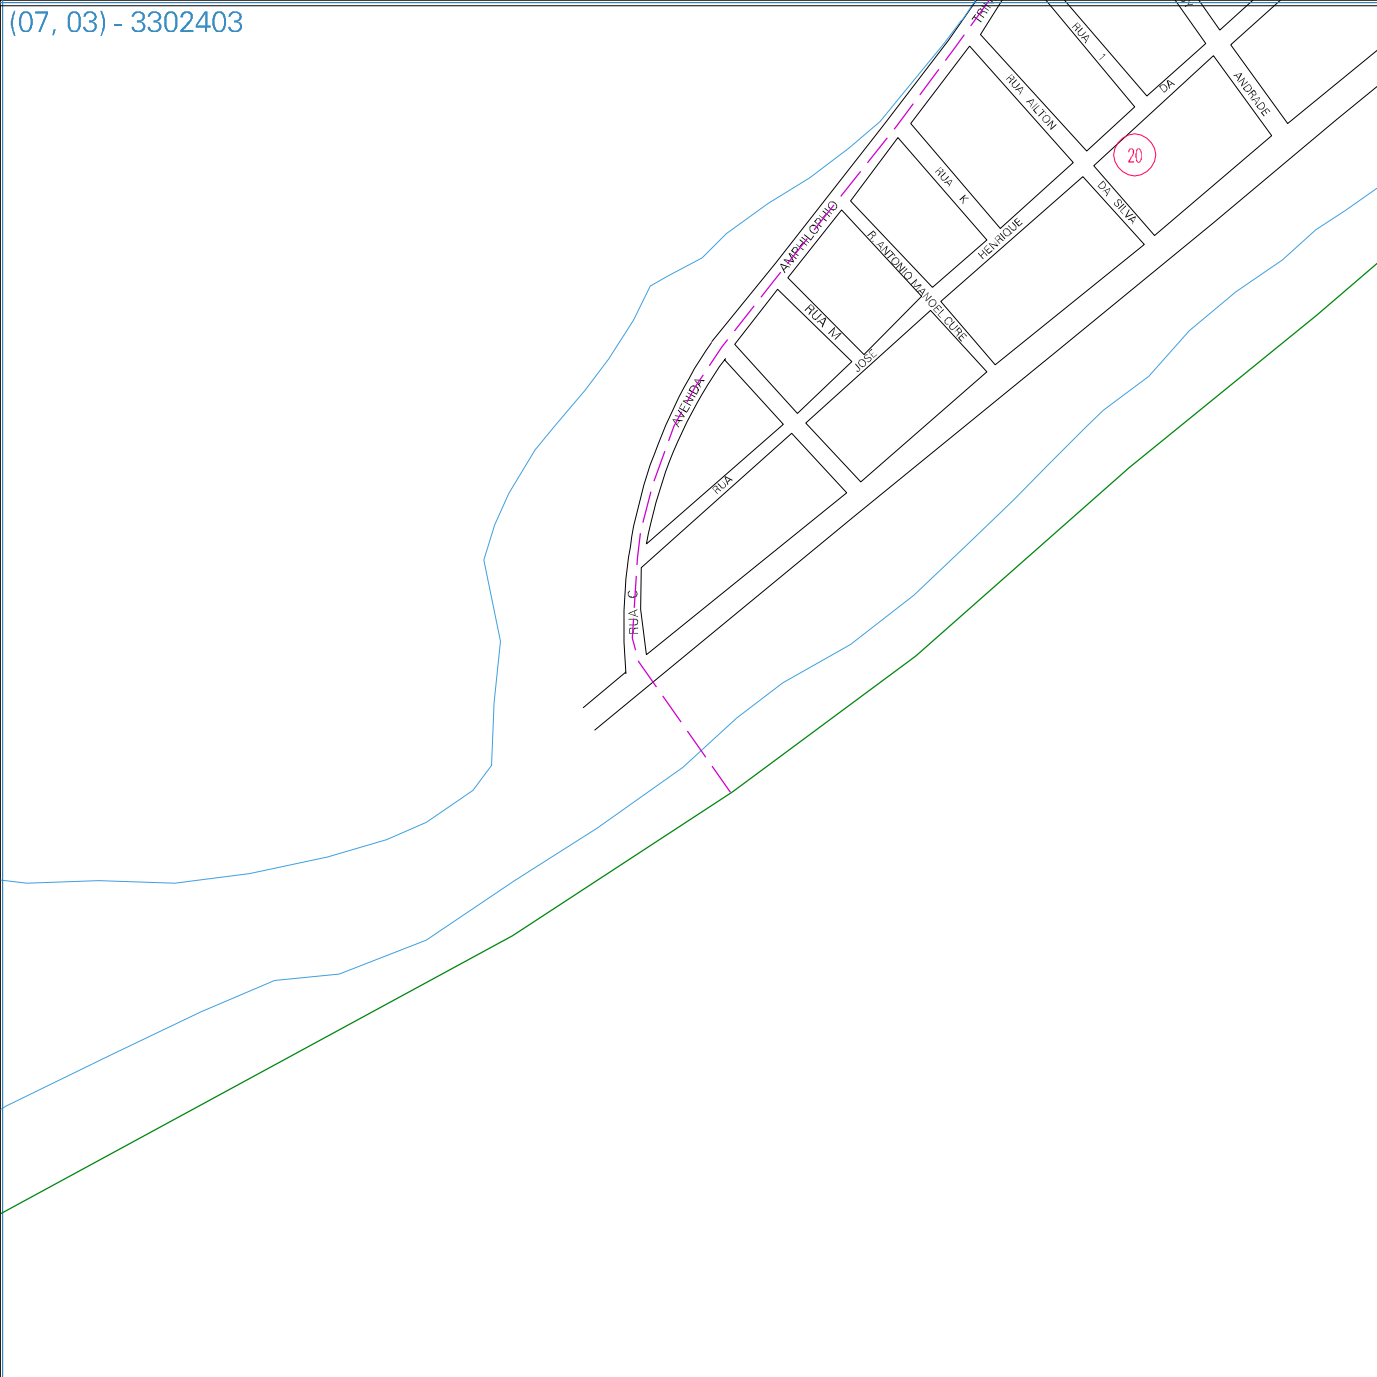 (07, 03) - 3302403
RUA 1
DA
ANDRADE
RUA AILTON
20
RUA K
DA SILVA
AMPHILOPHIO
R. ANTONIO MANOEL CURE
HENRIQUE
RUA M
JOSÉ
AVENIDA
RUA
RUA C